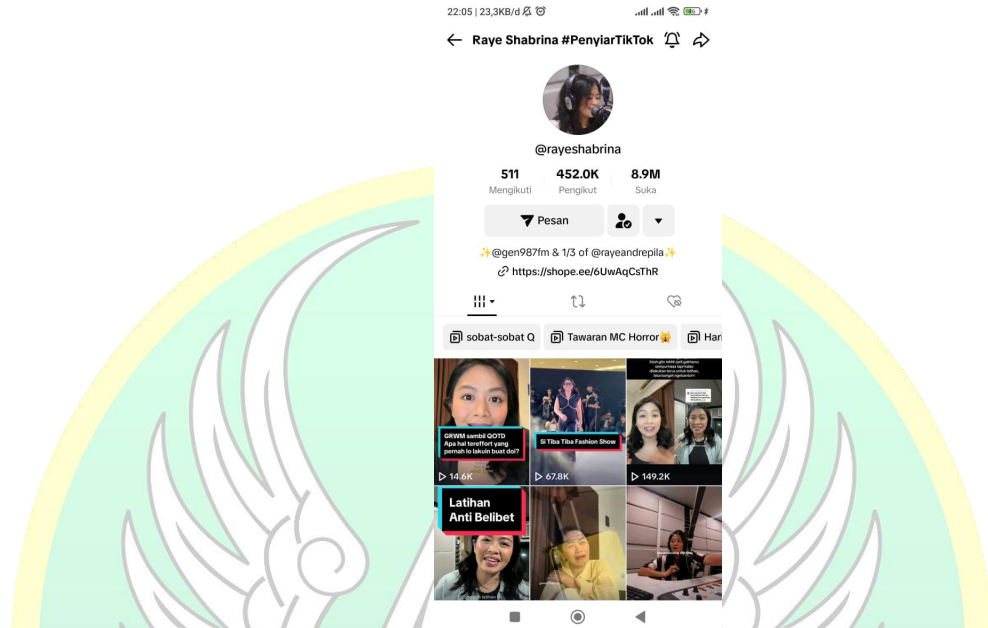 22:05 | 23,3KB/d
Raye Shabrina #PenyiarTikTok
@rayeshabrina
511 452.0K 8.9M
Mengikuti Pengikut Suka
Pesan
✨@gen987fm & 1/3 of @rayeandrepila✨
https://shope.ee/6UwAqCsThR
sobat-sobat Q Tawaran MC Horror🙀 Hari
GRWM sambil QOTD
Apa hal tereffort yang
pernah lo lakuin buat doi?
14.6K
Si Tiba Tiba Fashion Show
67.8K
149.2K
Latihan
Anti Belibet